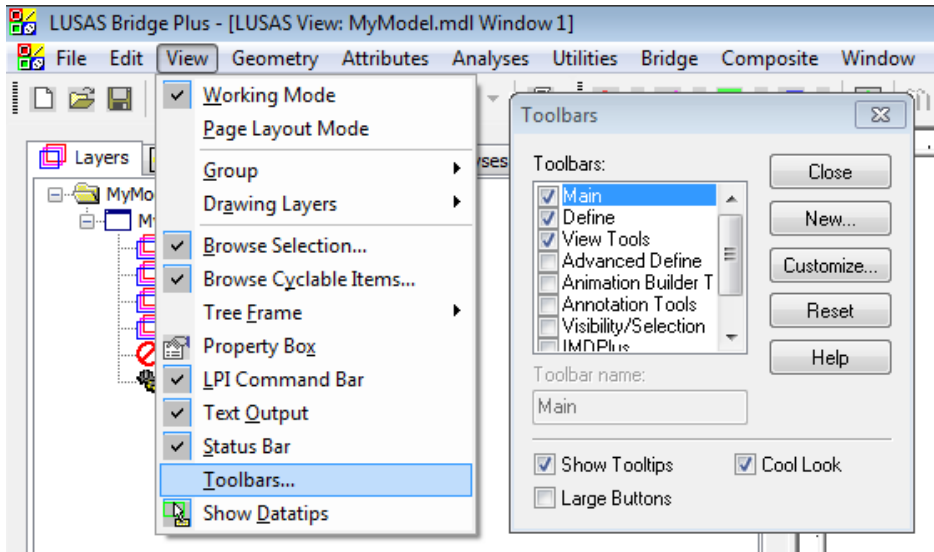 LUSAS Bridge Plus - [LUSAS View: MyModel.mdl Window 1]
File Edit View Geometry Attributes Analyses Utilities Bridge Composite Window
Working Mode
Page Layout Mode
Group
Drawing Layers
Browse Selection...
Browse Cyclable Items...
Tree Frame
Property Box
LPI Command Bar
Text Output
Status Bar
Toolbars...
Show Datatips
Layers
MyMo
Toolbars
Toolbars:
Main
Define
View Tools
Advanced Define
Animation Builder T
Annotation Tools
Visibility/Selection
IMDPlus
Toolbar name:
Main
Show Tooltips
Cool Look
Large Buttons
Close
New...
Customize...
Reset
Help